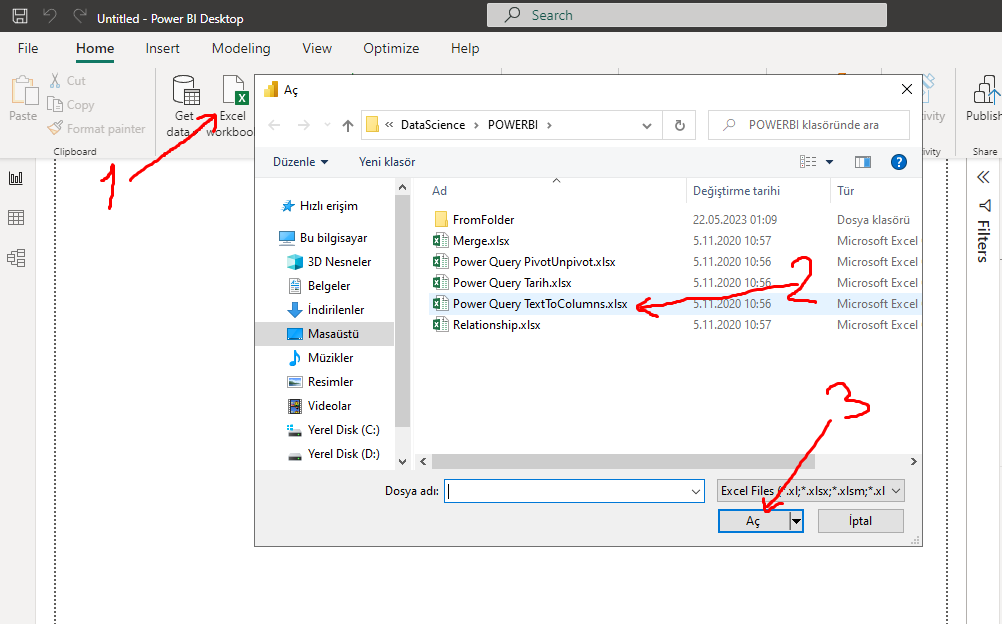 Untitled - Power BI Desktop
Search
File Home Insert Modeling View Optimize Help
Paste
Cut
Copy
Format painter
Clipboard
Get
data
Excel
workboo
Publish
Share
Filters
Aç
« DataScience > POWERBI >
POWERBI klasöründe ara
Düzenle
Yeni klasör
Hızlı erişim
Bu bilgisayar
3D Nesneler
Belgeler
İndirilenler
Masaüstü
Müzikler
Resimler
Videolar
Yerel Disk (C:)
Yerel Disk (D:)
Ad Değiştirme tarihi Tür
FromFolder 22.05.2023 01:09 Dosya klasörü
Merge.xlsx 5.11.2020 10:57 Microsoft Excel
Power Query PivotUnpivot.xlsx 5.11.2020 10:56 Microsoft Excel
Power Query Tarih.xlsx 5.11.2020 10:56 Microsoft Excel
Power Query TextToColumns.xlsx 5.11.2020 10:56 Microsoft Excel
Relationship.xlsx 5.11.2020 10:57 Microsoft Excel
Dosya adı:
Excel Files (*.xl;*.xlsx;*.xlsm;*.xl
Aç
İptal
1
2
3